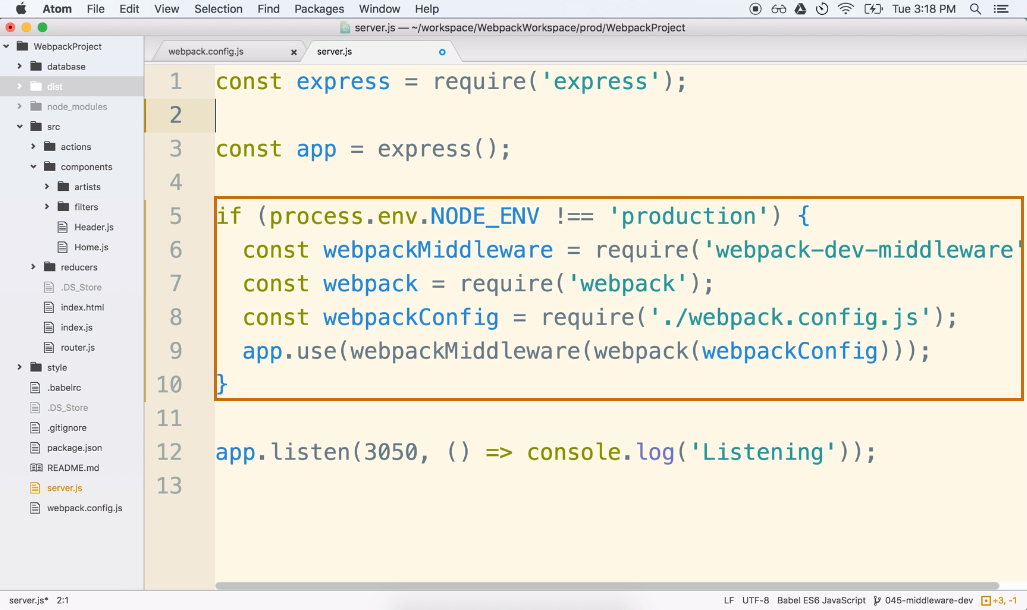 Atom File Edit View Selection Find Packages Window Help Tue 3:18 PM
server.js — ~/workspace/WebpackWorkspace/prod/WebpackProject
WebpackProject
database
dist
node_modules
src
actions
components
artists
filters
Header.js
Home.js
reducers
.DS_Store
index.html
index.js
router.js
style
.babelrc
.DS_Store
.gitignore
package.json
README.md
server.js
webpack.config.js
webpack.config.js × server.js
1 const express = require('express');
2
3 const app = express();
4
5 if (process.env.NODE_ENV !== 'production') {
6 const webpackMiddleware = require('webpack-dev-middleware'
7 const webpack = require('webpack');
8 const webpackConfig = require('./webpack.config.js');
9 app.use(webpackMiddleware(webpack(webpackConfig)));
10 }
11
12 app.listen(3050, () => console.log('Listening'));
13
server.js* 2:1 LF UTF-8 Babel ES6 JavaScript 045-middleware-dev +3, -1